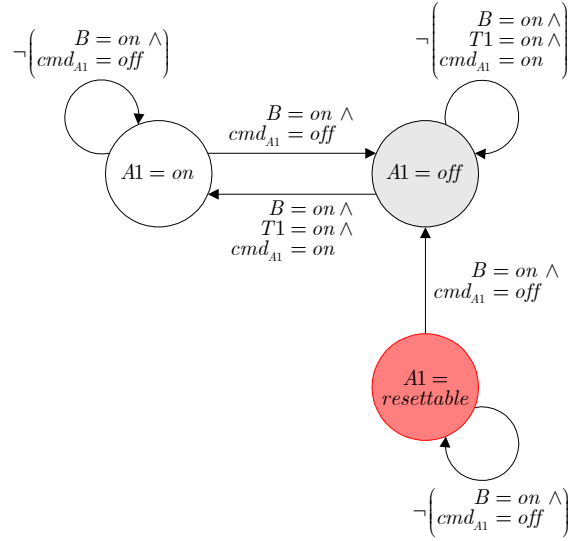 ¬(B = on ∧
cmd_A1 = off)
¬(B = on ∧
T1 = on ∧
cmd_A1 = on)
B = on ∧
cmd_A1 = off
A1 = on
A1 = off
B = on ∧
T1 = on ∧
cmd_A1 = on
B = on ∧
cmd_A1 = off
A1 =
resettable
¬(B = on ∧
cmd_A1 = off)